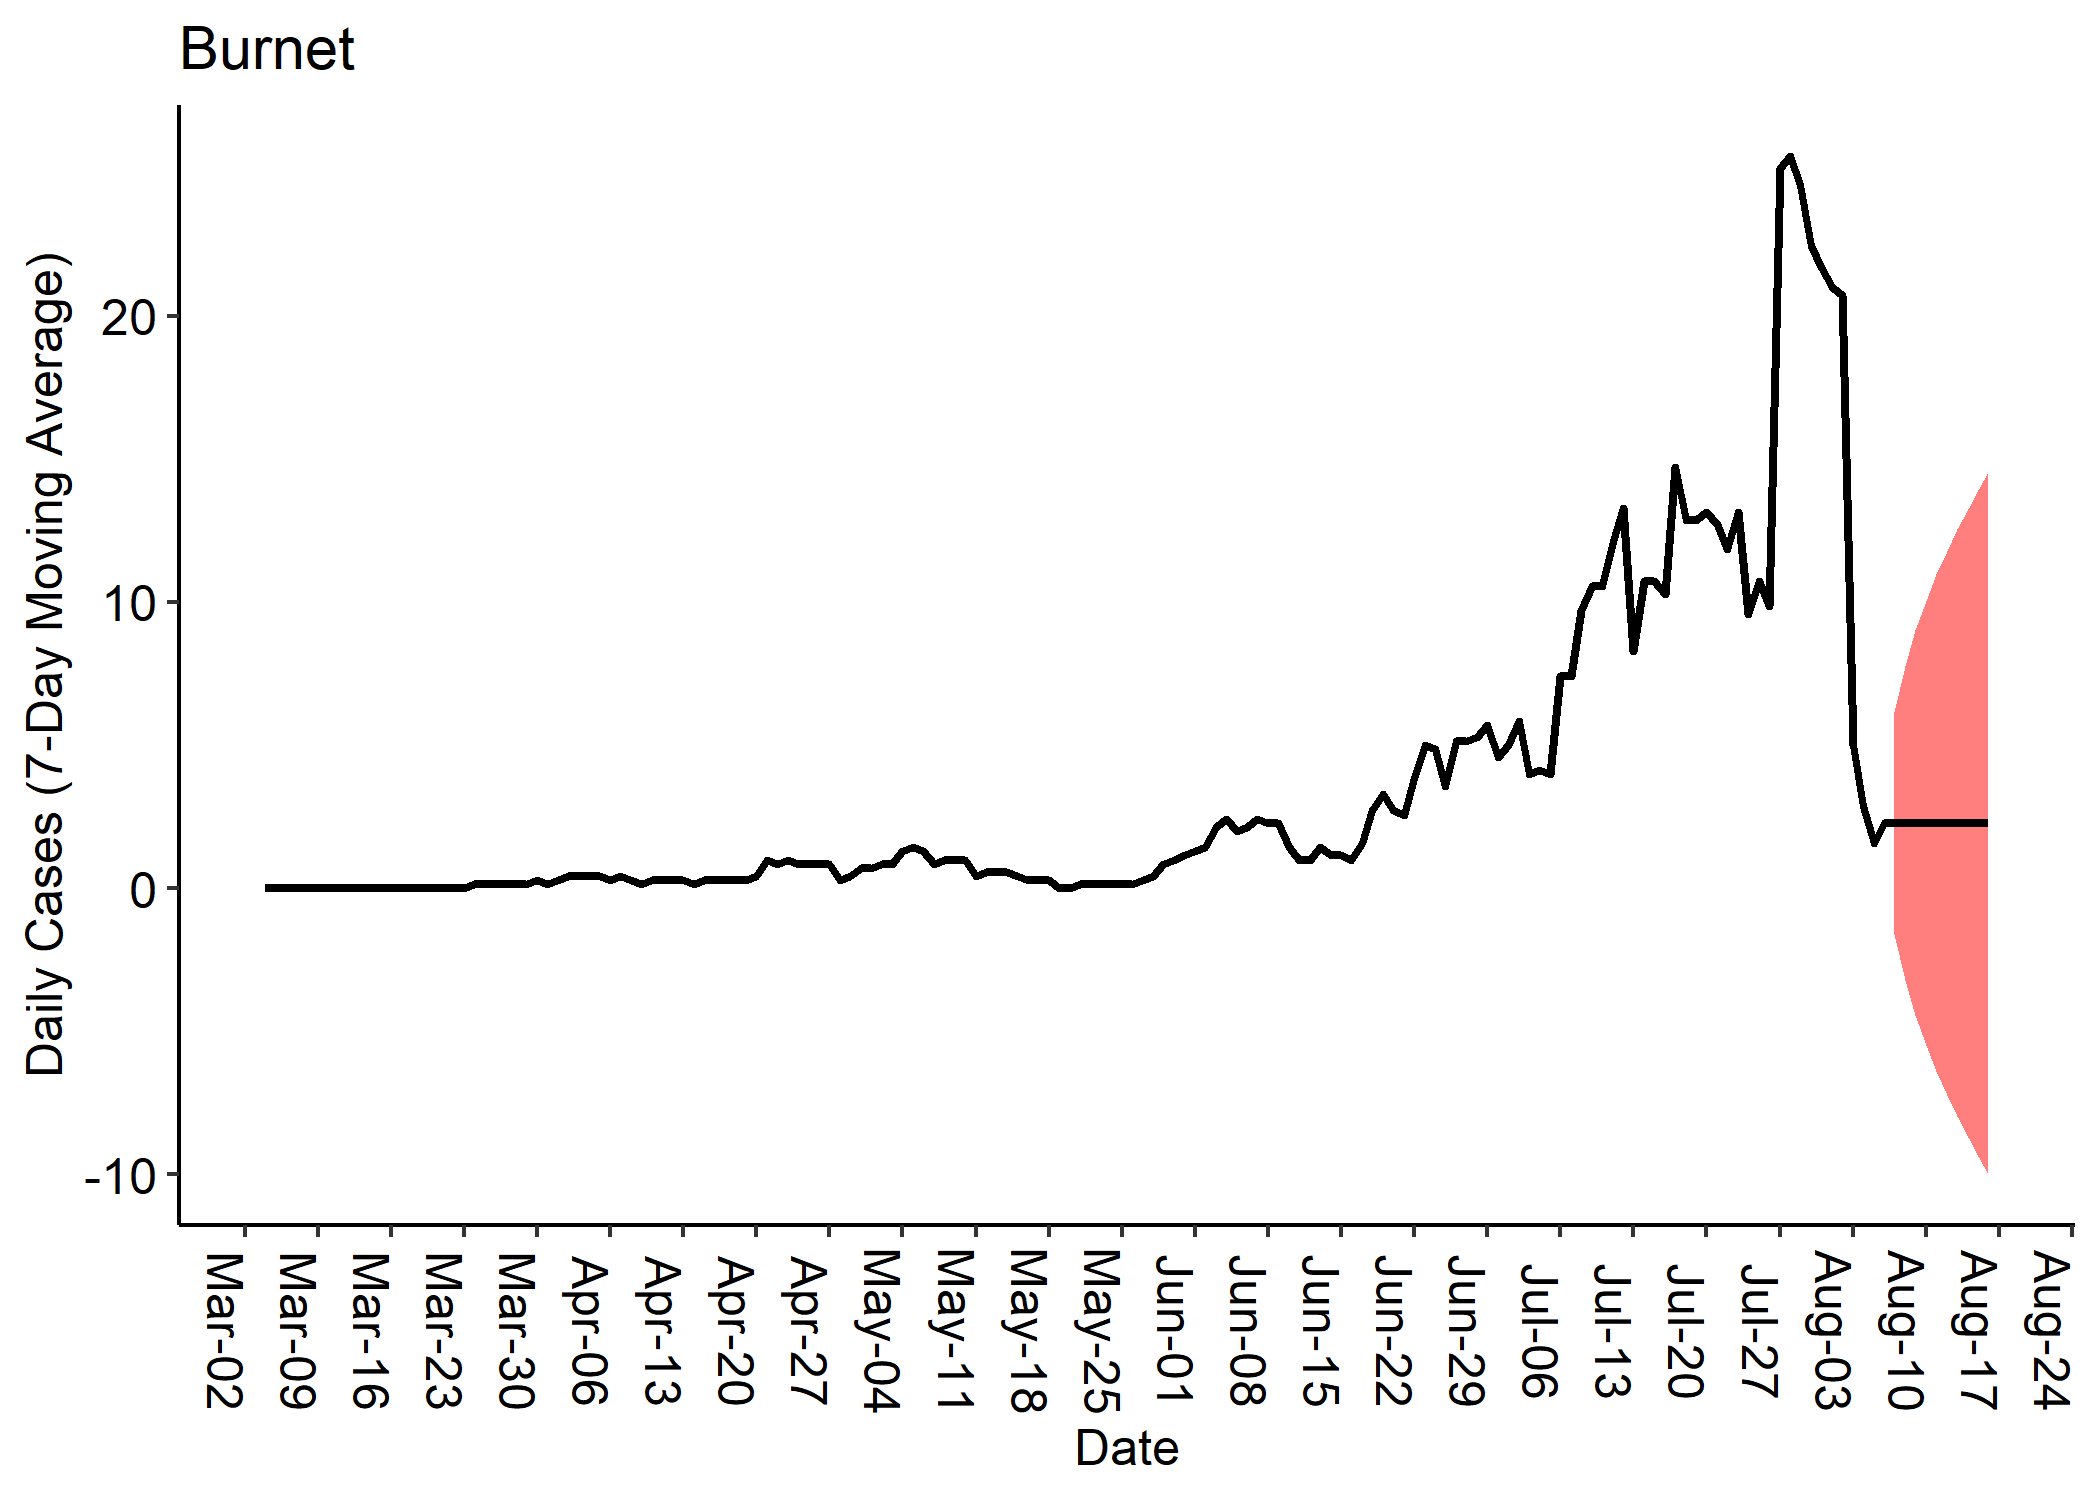 Burnet
Daily Cases (7-Day Moving Average)
20
10
0
-10
Mar-02
Mar-09
Mar-16
Mar-23
Mar-30
Apr-06
Apr-13
Apr-20
Apr-27
May-04
May-11
May-18
May-25
Jun-01
Jun-08
Jun-15
Jun-22
Jun-29
Jul-06
Jul-13
Jul-20
Jul-27
Aug-03
Aug-10
Aug-17
Aug-24
Date